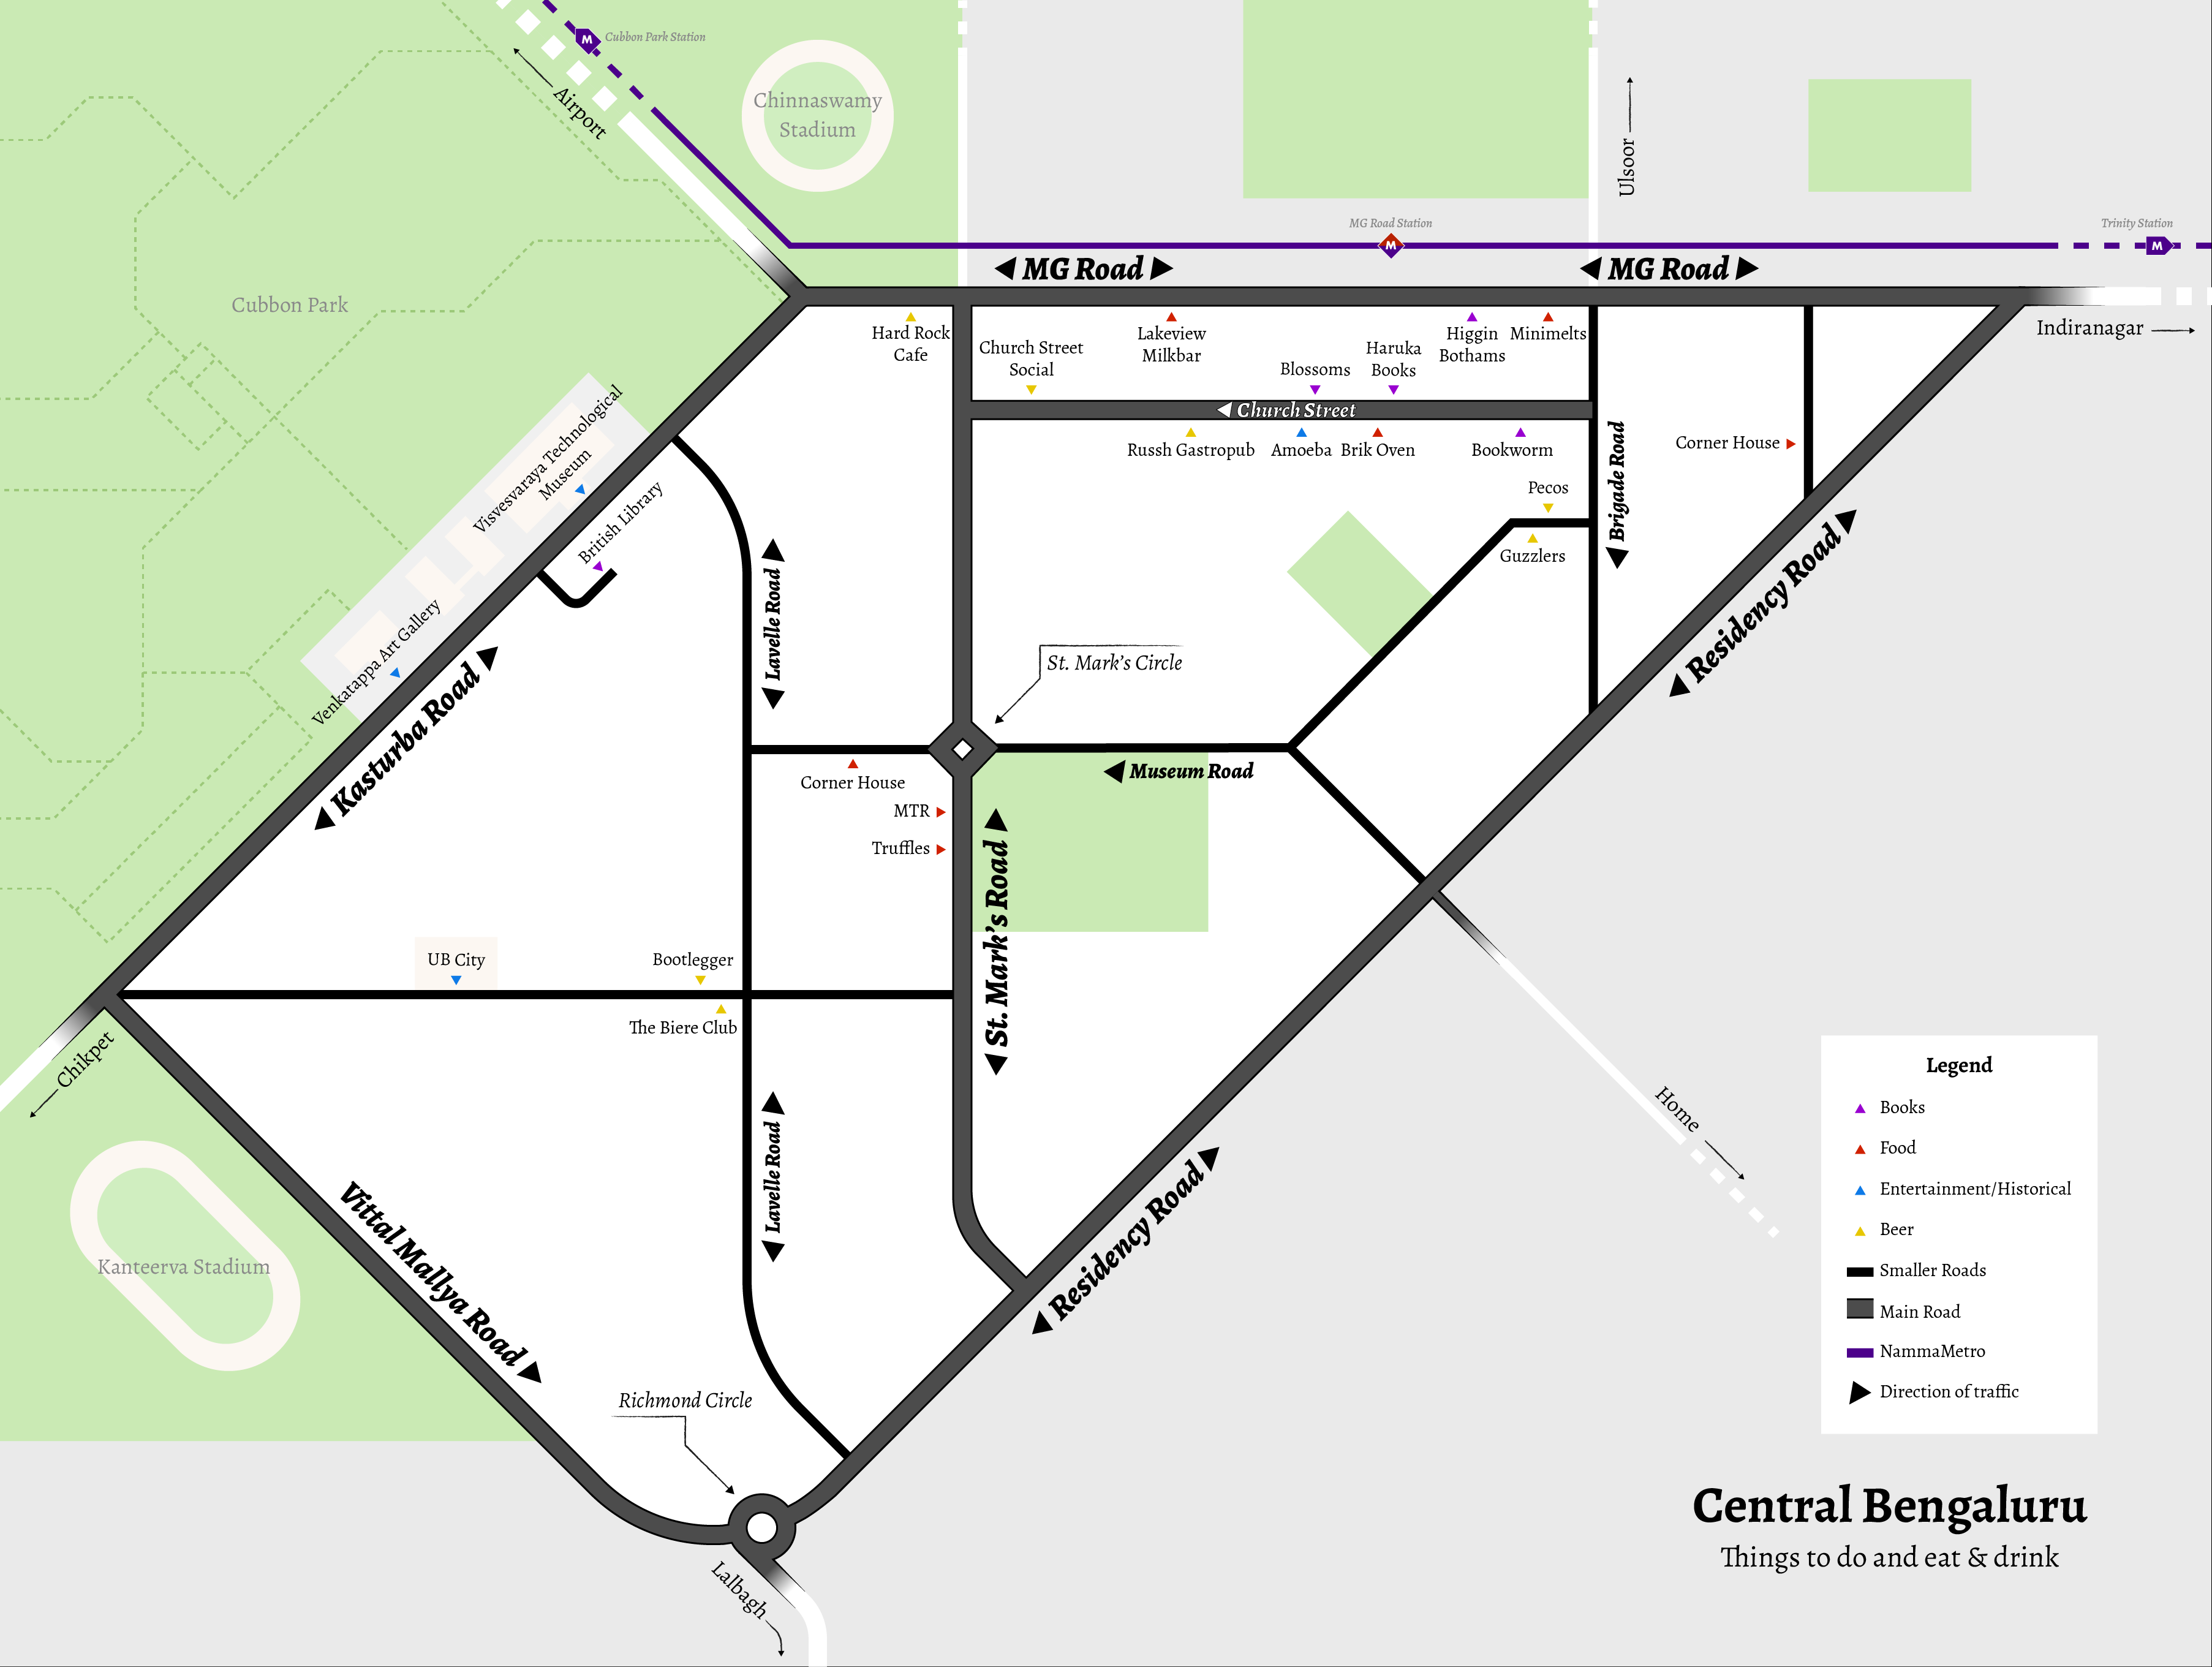 M
Cubbon Park Station
Airport
Chinnaswamy
Stadium
Ulsoor
MG Road Station
M
Trinity Station
M
MG Road
MG Road
Indiranagar
Cubbon Park
Hard Rock
Cafe
Church Street
Social
Lakeview
Milkbar
Blossoms
Haruka
Books
Higgin
Bothams
Minimelts
Church Street
Russh Gastropub
Amoeba
Brik Oven
Bookworm
Corner House
Brigade Road
Pecos
Guzzlers
Visvesvaraya Technological
Museum
British Library
Venkatappa Art Gallery
Kasturba Road
Lavelle Road
St. Mark's Circle
Residency Road
Museum Road
Corner House
MTR
Truffles
St. Mark's Road
UB City
Bootlegger
The Biere Club
Chikpet
Home
Lavelle Road
Residency Road
Vittal Mallya Road
Kanteerva Stadium
Richmond Circle
Lalbagh
Legend
Books
Food
Entertainment/Historical
Beer
Smaller Roads
Main Road
NammaMetro
Direction of traffic
Central Bengaluru
Things to do and eat & drink